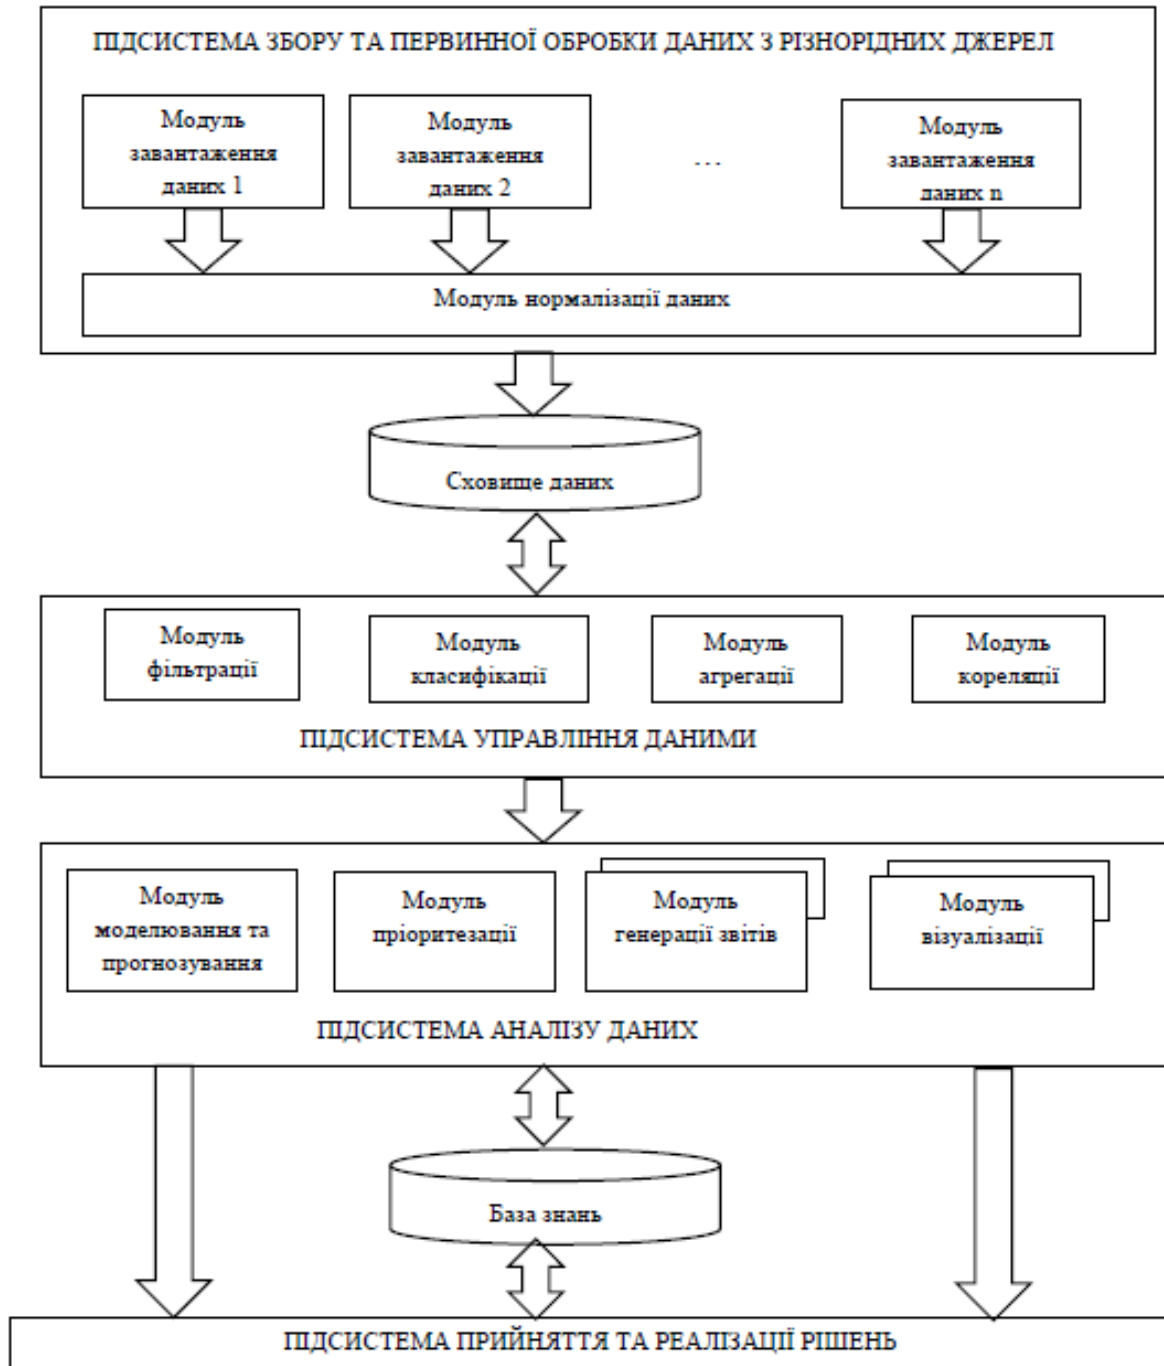 ПІДСИСТЕМА ЗБОРУ ТА ПЕРВИННОЇ ОБРОБКИ ДАНИХ З РІЗНОРІДНИХ ДЖЕРЕЛ
Модуль
завантаження
даних 1
Модуль
завантаження
даних 2
...
Модуль
завантаження
даних n
Модуль нормалізації даних
Сховище даних
Модуль
фільтрації
Модуль
класифікації
Модуль
агрегації
Модуль
кореляції
ПІДСИСТЕМА УПРАВЛІННЯ ДАНИМИ
Модуль
моделювання та
прогнозування
Модуль
пріоритезації
Модуль
генерації звітів
Модуль
візуалізації
ПІДСИСТЕМА АНАЛІЗУ ДАНИХ
База знань
ПІДСИСТЕМА ПРИЙНЯТТЯ ТА РЕАЛІЗАЦІЇ РІШЕНЬ